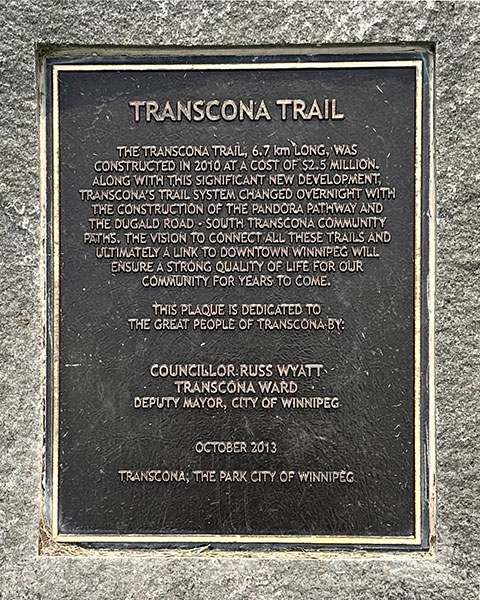 TRANSCONA TRAIL
THE TRANSCONA TRAIL, 6.7 km LONG, WAS
CONSTRUCTED IN 2010 AT A COST OF $2.5 MILLION.
ALONG WITH THIS SIGNIFICANT NEW DEVELOPMENT,
TRANSCONA'S TRAIL SYSTEM CHANGED OVERNIGHT WITH
THE CONSTRUCTION OF THE PANDORA PATHWAY AND
THE DUGALD ROAD - SOUTH TRANSCONA COMMUNITY
PATHS. THE VISION TO CONNECT ALL THESE TRAILS AND
ULTIMATELY A LINK TO DOWNTOWN WINNIPEG WILL
ENSURE A STRONG QUALITY OF LIFE FOR OUR
COMMUNITY FOR YEARS TO COME.
THIS PLAQUE IS DEDICATED TO
THE GREAT PEOPLE OF TRANSCONA BY:
COUNCILLOR RUSS WYATT
TRANSCONA WARD
DEPUTY MAYOR, CITY OF WINNIPEG
OCTOBER 2013
TRANSCONA, THE PARK CITY OF WINNIPEG